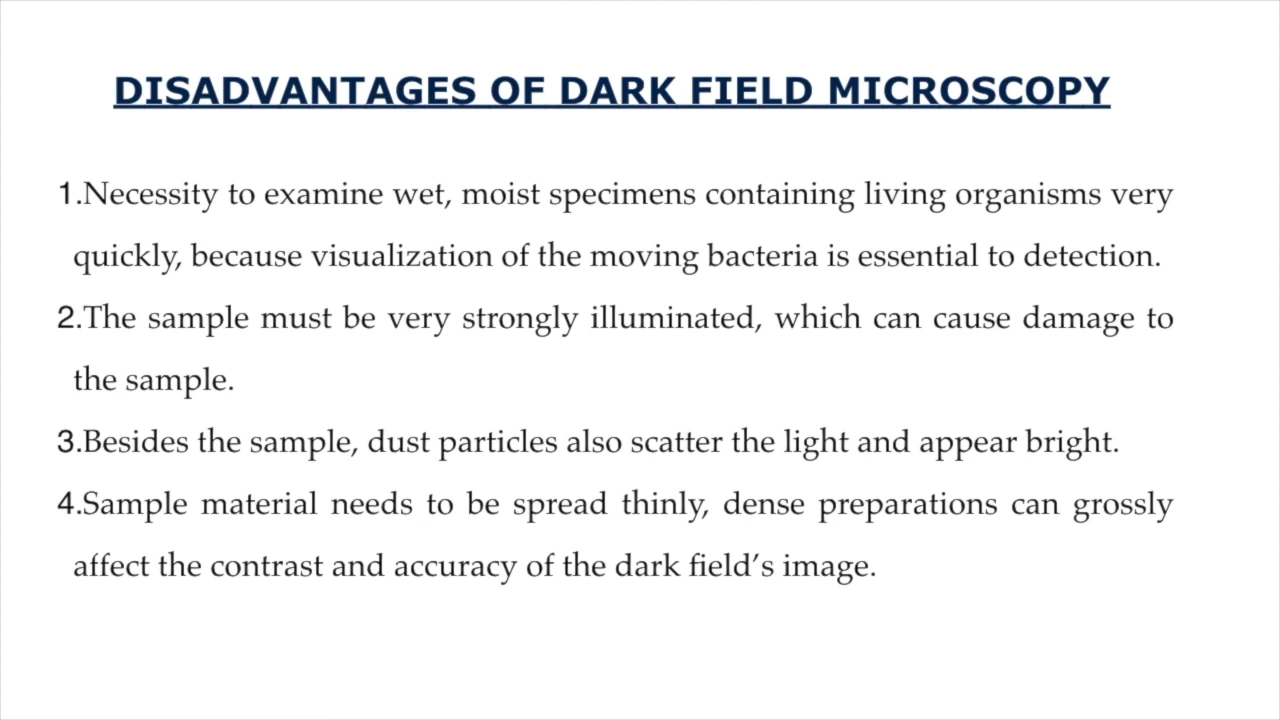 DISADVANTAGES OF DARK FIELD MICROSCOPY
1.Necessity to examine wet, moist specimens containing living organisms very
quickly, because visualization of the moving bacteria is essential to detection.
2.The sample must be very strongly illuminated, which can cause damage to
the sample.
3.Besides the sample, dust particles also scatter the light and appear bright.
4.Sample material needs to be spread thinly, dense preparations can grossly
affect the contrast and accuracy of the dark field’s image.